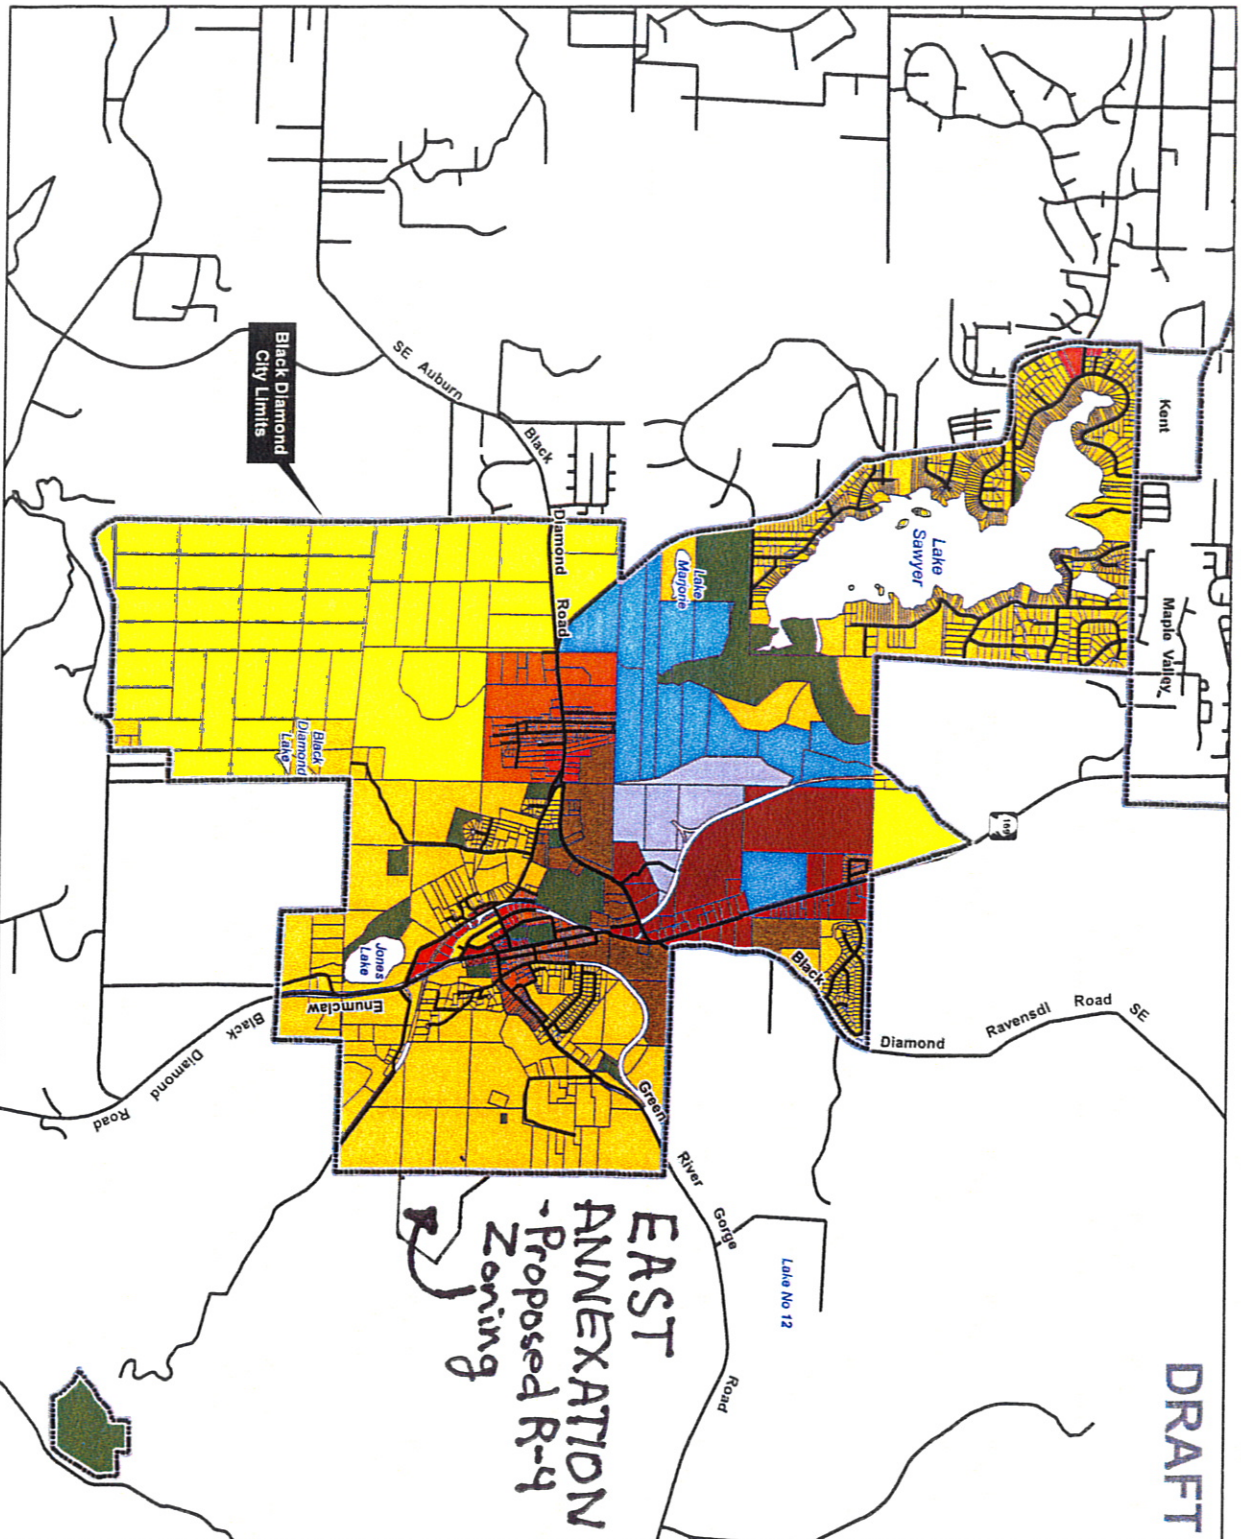 DRAFT
Kent
Maple Valley
169
Lake
Sawyer
Lake
Marjorie
SE Auburn
Black
Diamond
Road
Black Diamond
City Limits
Black
Diamond
Lake
Jones
Lake
Enumclaw
Black
Diamond
Road
Black
Diamond
Ravensdl
Road
SE
Green
River
Gorge
Road
Lake No 12
EAST
ANNEXATION
-Proposed R-4
Zoning